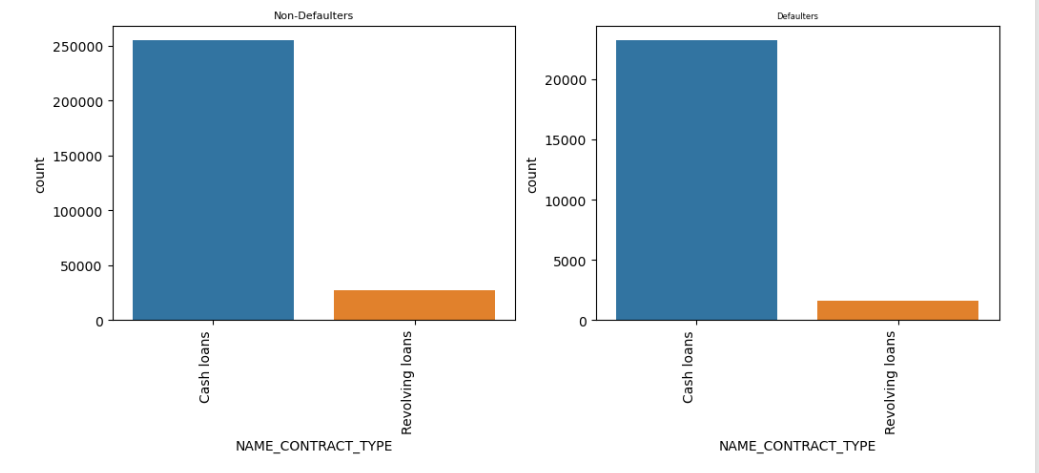 Non-Defaulters
250000
200000
150000
100000
50000
0
count
Cash loans
Revolving loans
NAME_CONTRACT_TYPE
Defaulters
20000
15000
10000
5000
0
count
Cash loans
Revolving loans
NAME_CONTRACT_TYPE